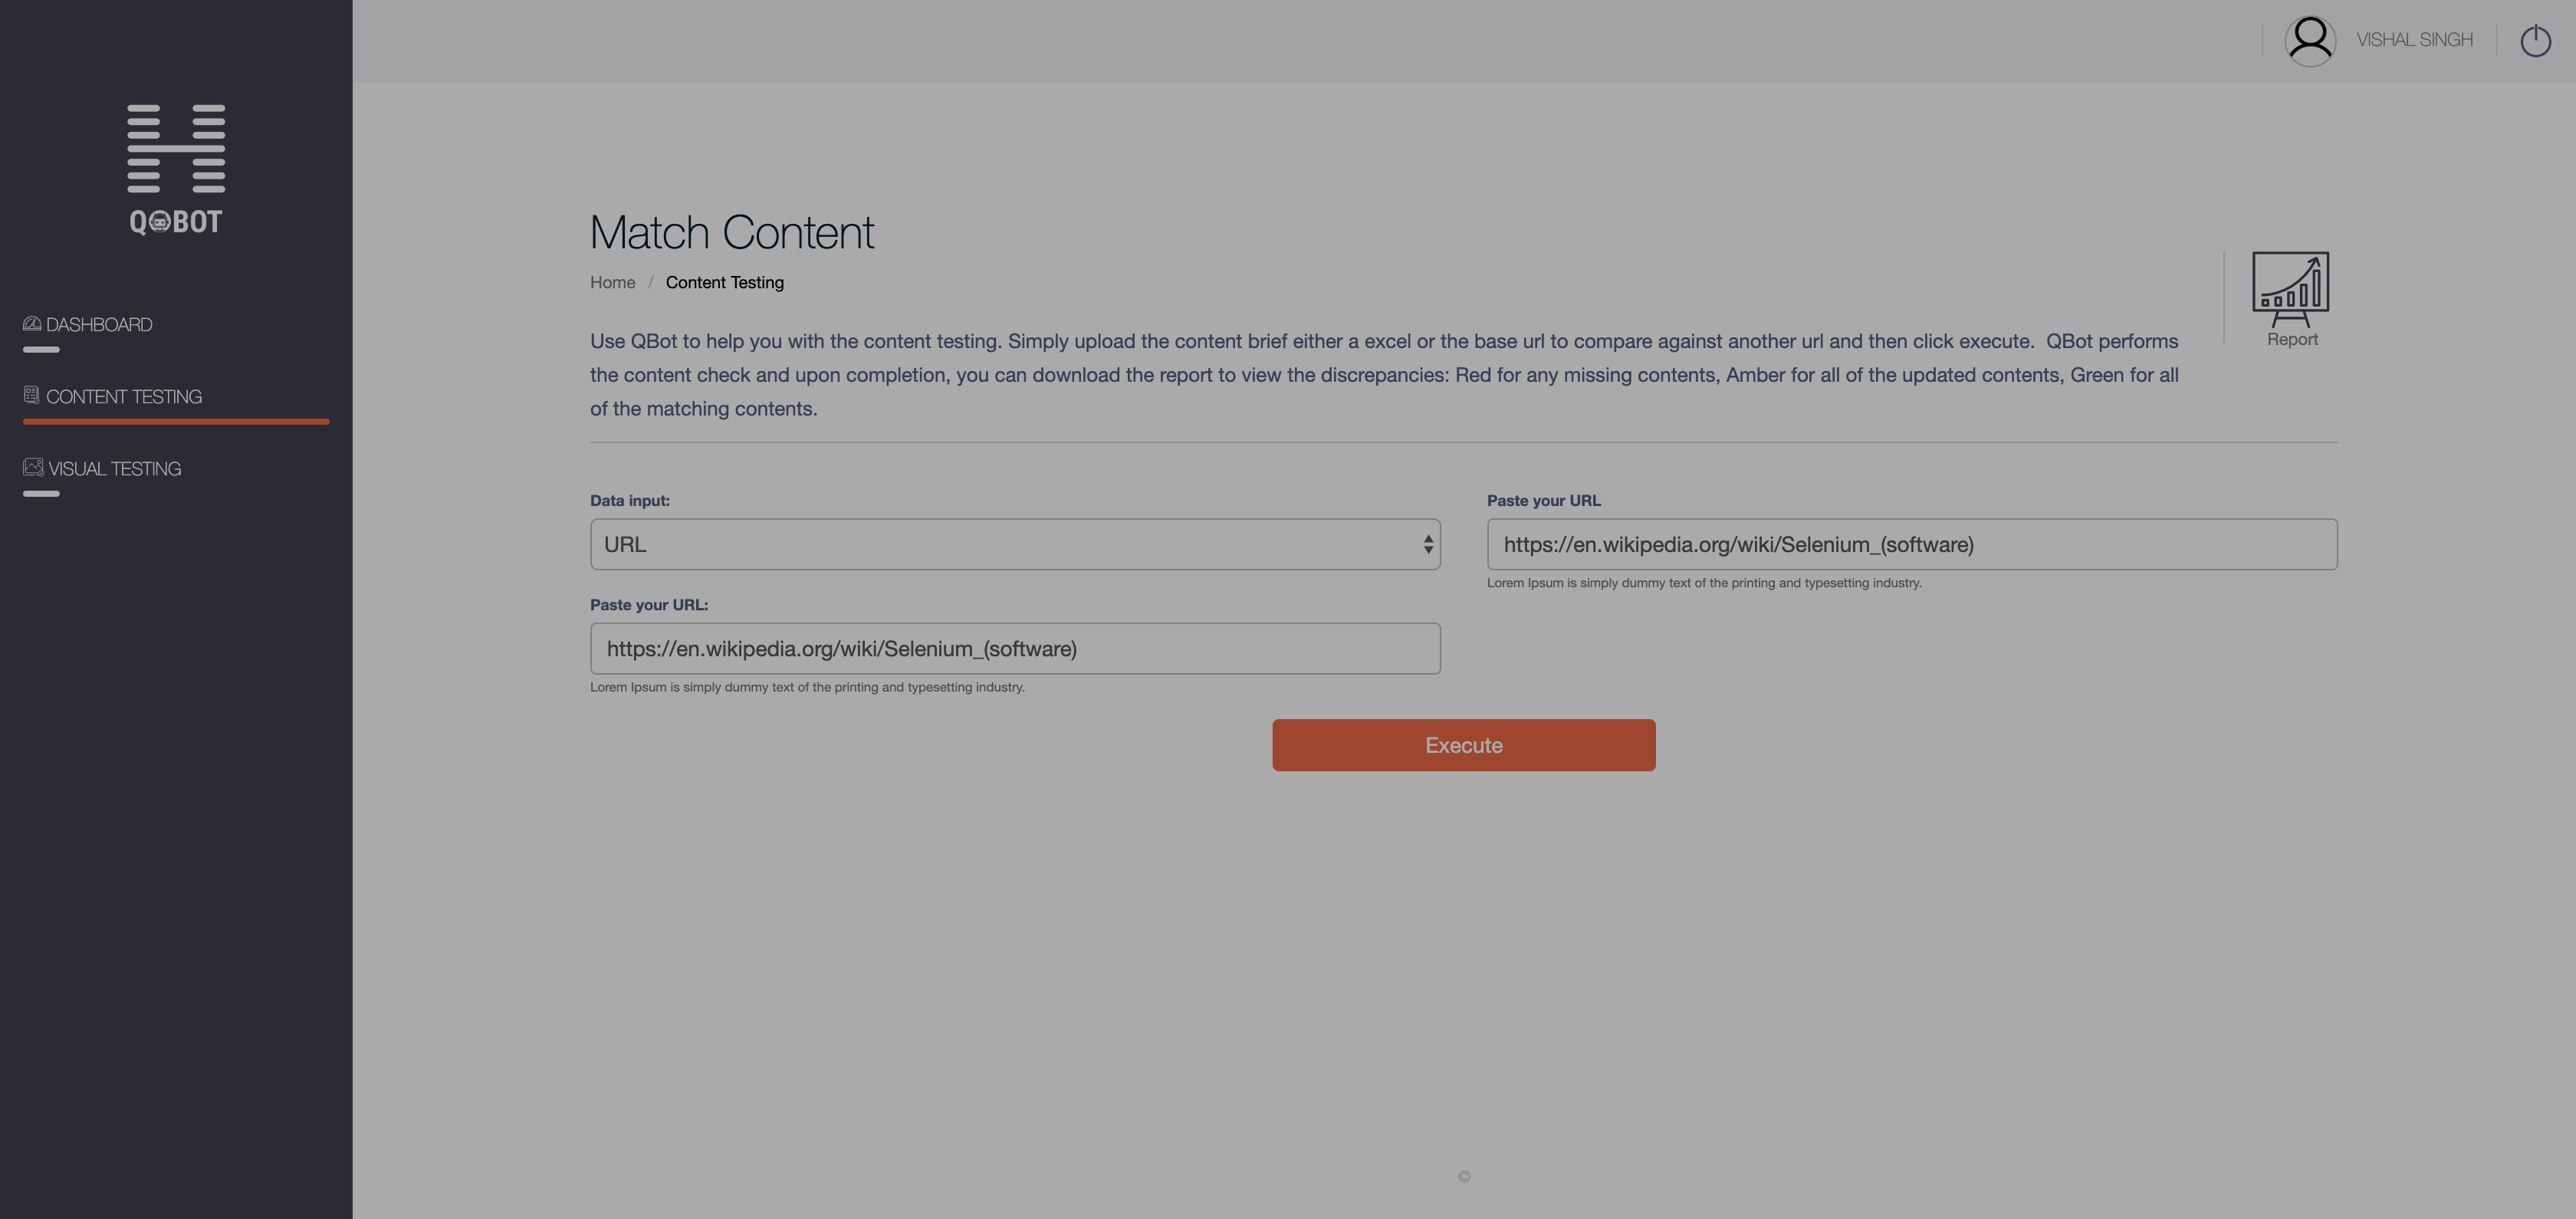 VISHAL SINGH
QBOT
DASHBOARD
CONTENT TESTING
VISUAL TESTING
Match Content
Home / Content Testing
Use QBot to help you with the content testing. Simply upload the content brief either a excel or the base url to compare against another url and then click execute.  QBot performs
the content check and upon completion, you can download the report to view the discrepancies: Red for any missing contents, Amber for all of the updated contents, Green for all
of the matching contents.
Report
Data input:
URL
Paste your URL
https://en.wikipedia.org/wiki/Selenium_(software)
Lorem Ipsum is simply dummy text of the printing and typesetting industry.
Paste your URL:
https://en.wikipedia.org/wiki/Selenium_(software)
Lorem Ipsum is simply dummy text of the printing and typesetting industry.
Execute
©